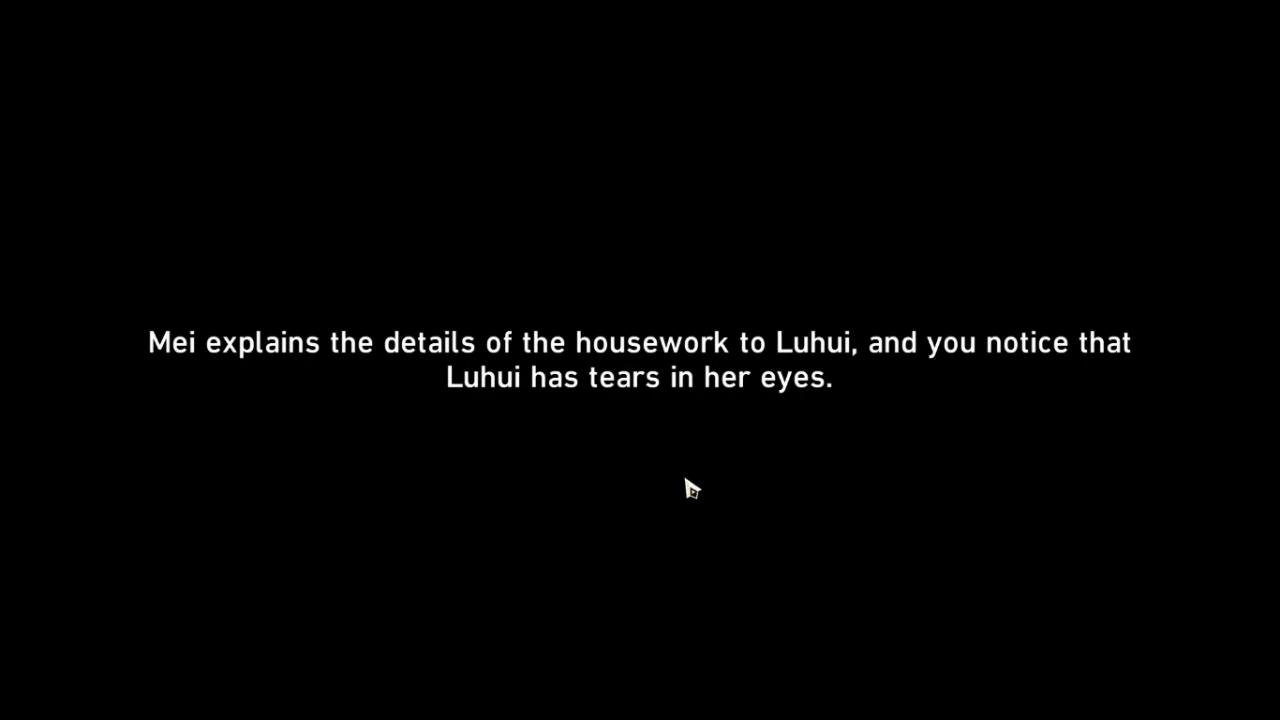 Mei explains the details of the housework to Luhui, and you notice that
Luhui has tears in her eyes.